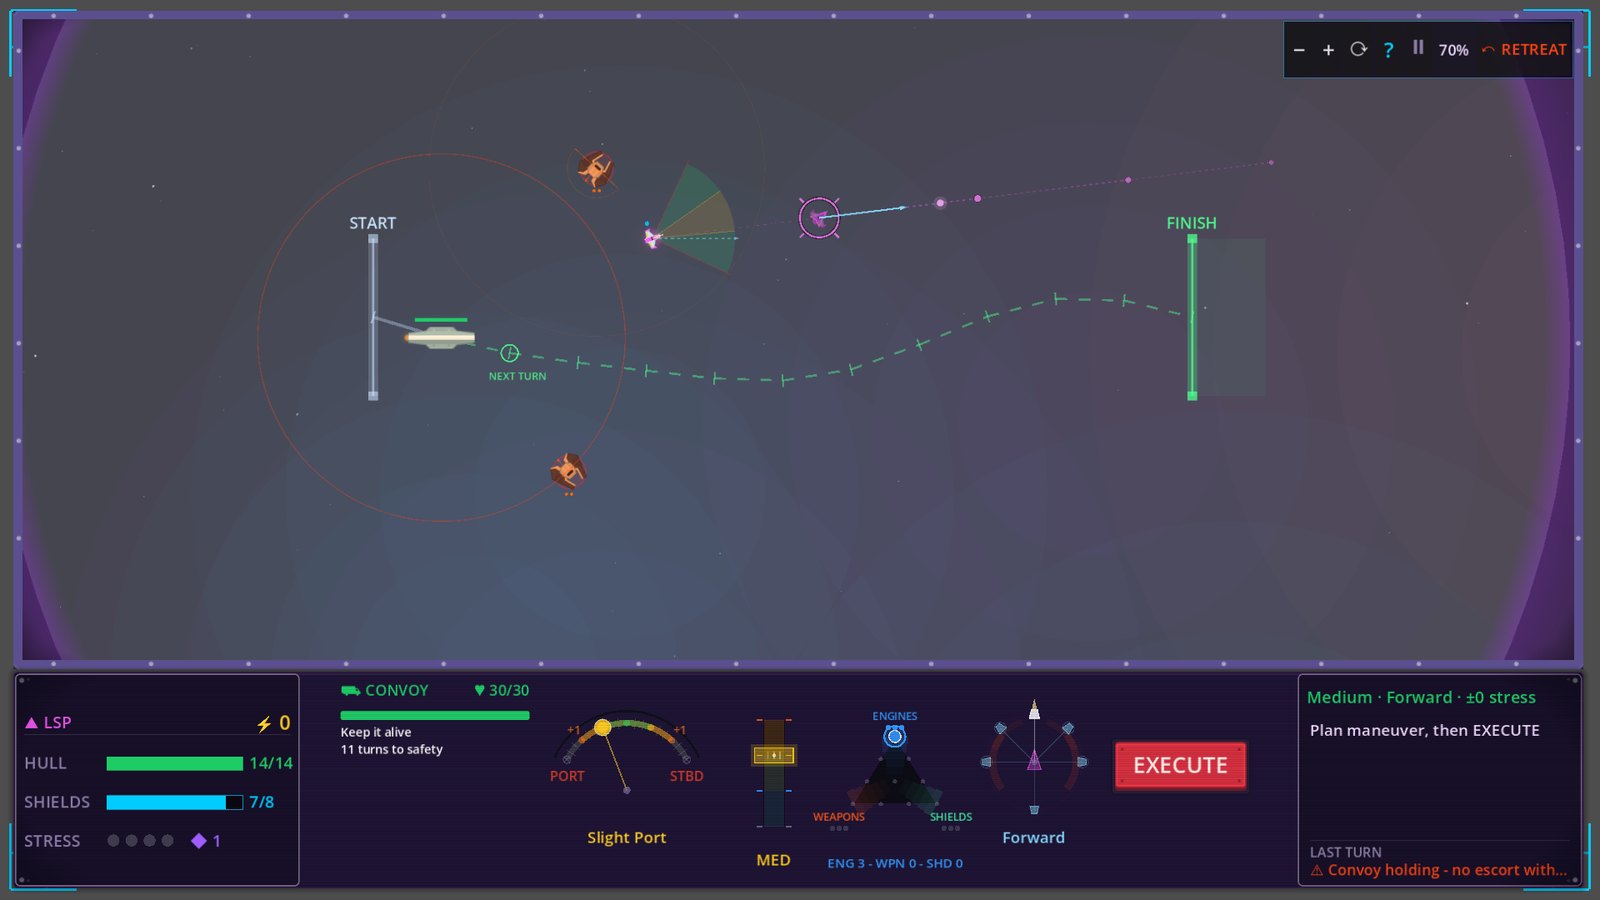 ? 70% RETREAT
START
FINISH
NEXT TURN
LSP 0
HULL 14/14
SHIELDS 7/8
STRESS 1
CONVOY 30/30
Keep it alive
11 turns to safety
+1 +1
PORT STBD
Slight Port
MED
ENGINES
WEAPONS SHIELDS
ENG 3 - WPN 0 - SHD 0
Forward
EXECUTE
Medium · Forward · ±0 stress
Plan maneuver, then EXECUTE
LAST TURN
⚠ Convoy holding - no escort with...